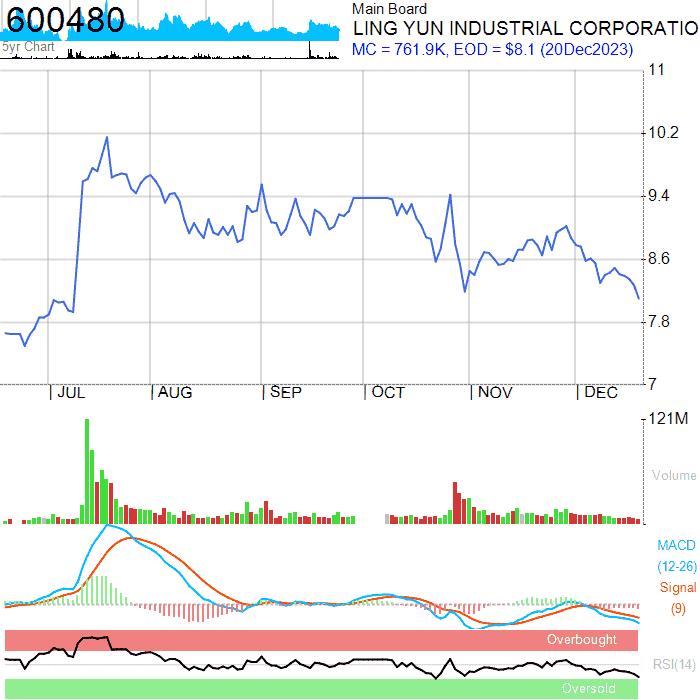 600480
5yr Chart
Main Board
LING YUN INDUSTRIAL CORPORATIO
MC = 761.9K, EOD = $8.1 (20Dec2023)
11
10.2
9.4
8.6
7.8
7
| JUL | AUG | SEP | OCT | NOV | DEC
121M
Volume
MACD
(12-26)
Signal
(9)
Overbought
RSI(14)
Oversold